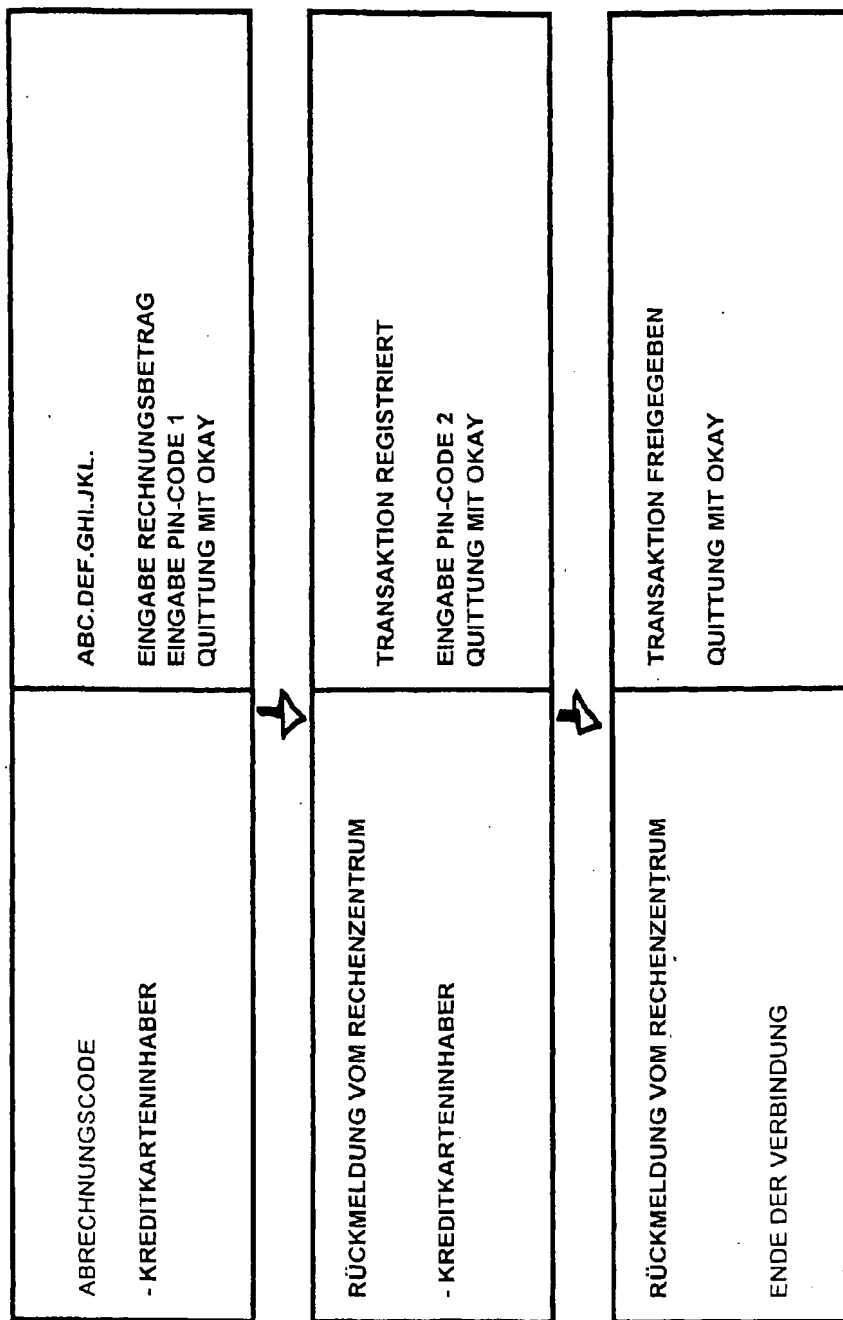 ABRECHNUNGSCODE
ABC.DEF.GHI.JKL.
- KREDITKARTENINHABER
EINGABE RECHNUNGSBETRAG
EINGABE PIN-CODE 1
QUITTUNG MIT OKAY
RÜCKMELDUNG VOM RECHENZENTRUM
TRANSAKTION REGISTRIERT
- KREDITKARTENINHABER
EINGABE PIN-CODE 2
QUITTUNG MIT OKAY
RÜCKMELDUNG VOM RECHENZENTRUM
TRANSAKTION FREIGEGEBEN
QUITTUNG MIT OKAY
ENDE DER VERBINDUNG